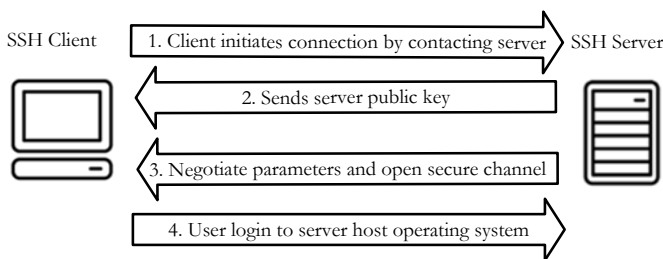 SSH Client
1. Client initiates connection by contacting server
SSH Server
2. Sends server public key
3. Negotiate parameters and open secure channel
4. User login to server host operating system